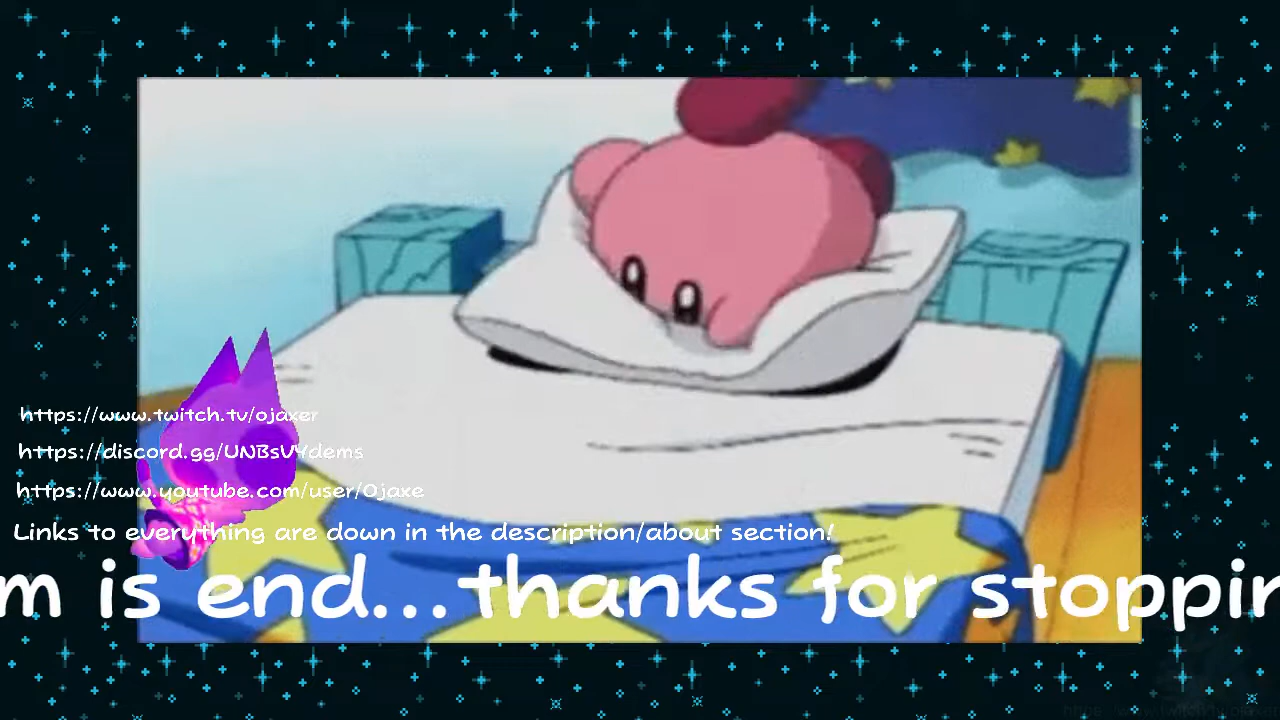 https://www.twitch.tv/ojaxer
https://discord.gg/UNBsVYdems
https://www.youtube.com/user/Ojaxe
Links to everything are down in the description/about section!
m is end...thanks for stoppin